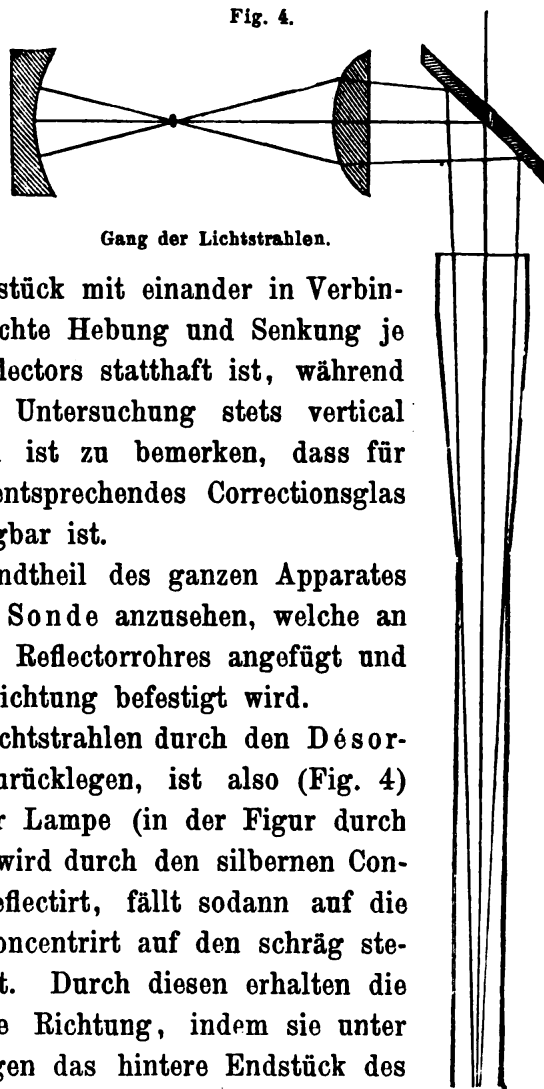 Fig. 4.
Gang der Lichtstrahlen.
stück mit einander in Verbin-
chte Hebung und Senkung je
lectors statthaft ist, während
Untersuchung stets vertical
ist zu bemerken, dass für
entsprechendes Correctionsglas
gbar ist.
ndtheil des ganzen Apparates
Sonde anzusehen, welche an
Reflectorrohres angefügt und
ichtung befestigt wird.
chtstrahlen durch den Désor-
urücklegen, ist also (Fig. 4)
r Lampe (in der Figur durch
wird durch den silbernen Con-
eflectirt, fällt sodann auf die
oncentrirt auf den schräg ste-
t. Durch diesen erhalten die
e Richtung, indem sie unter
gen das hintere Endstück des